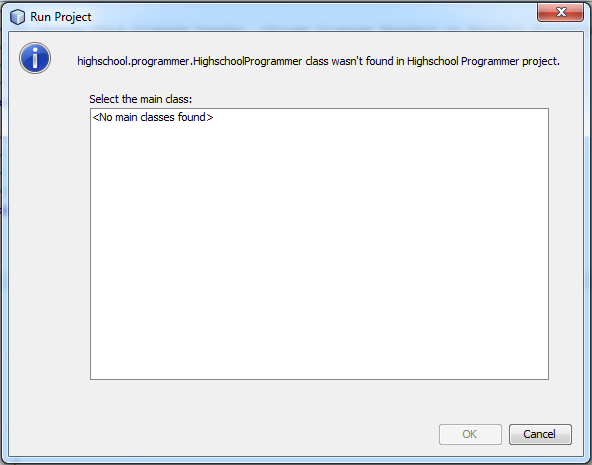 Run Project
highschool.programmer.HighschoolProgrammer class wasn't found in Highschool Programmer project.
Select the main class:
<No main classes found>
OK
Cancel